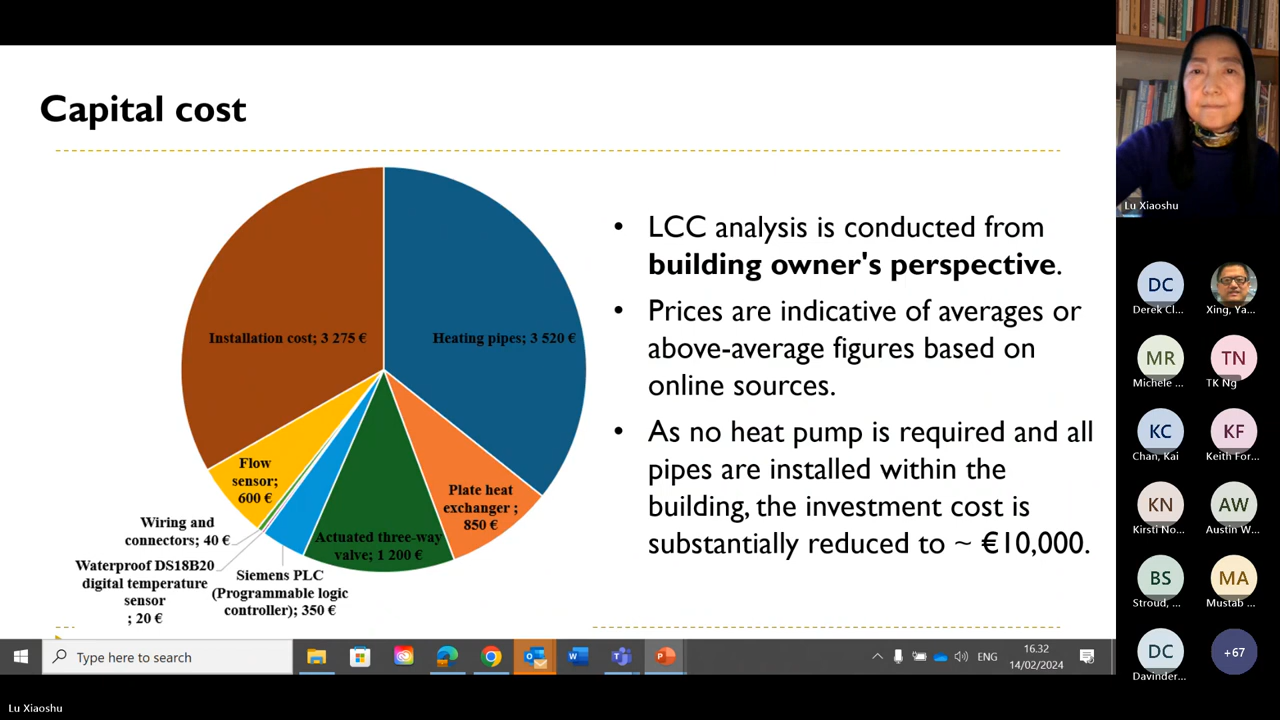 Capital cost
Installation cost; 3 275 €
Heating pipes; 3 520 €
Flow
sensor;
600 €
Plate heat
exchanger ;
850 €
Wiring and
connectors; 40 €
Actuated three-way
valve; 1 200 €
Waterproof DS18B20
digital temperature
sensor
; 20 €
Siemens PLC
(Programmable logic
controller); 350 €
• LCC analysis is conducted from
building owner's perspective.
• Prices are indicative of averages or
above-average figures based on
online sources.
• As no heat pump is required and all
pipes are installed within the
building, the investment cost is
substantially reduced to ~ €10,000.
Type here to search
ENG
16.32
14/02/2024
Lu Xiaoshu
DC
Derek Cl...
Xing, Ya...
MR
Michele ...
TN
TK Ng
KC
Chan, Kai
KF
Keith For...
KN
Kirsti No...
AW
Austin W...
BS
Stroud, ...
MA
Mustab ...
DC
Davinder...
+67
Lu Xiaoshu